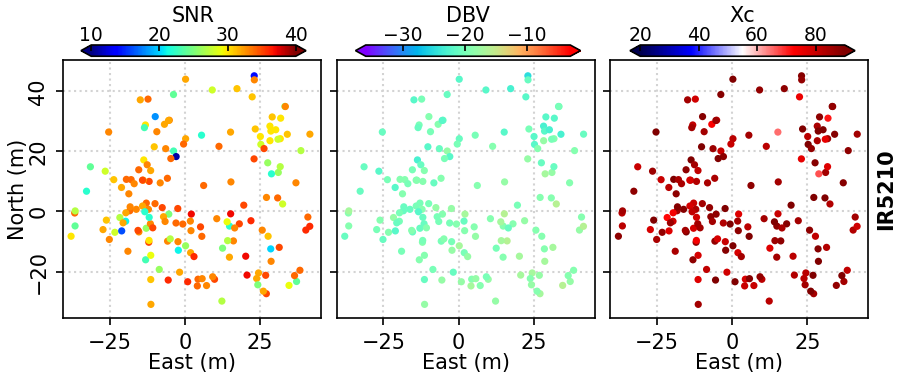 SNR DBV Xc
10 20 30 40 −30 −20 −10 20 40 60 80
40
20
0
−20
North (m)
IR5210
−25 0 25 −25 0 25 −25 0 25
East (m) East (m) East (m)